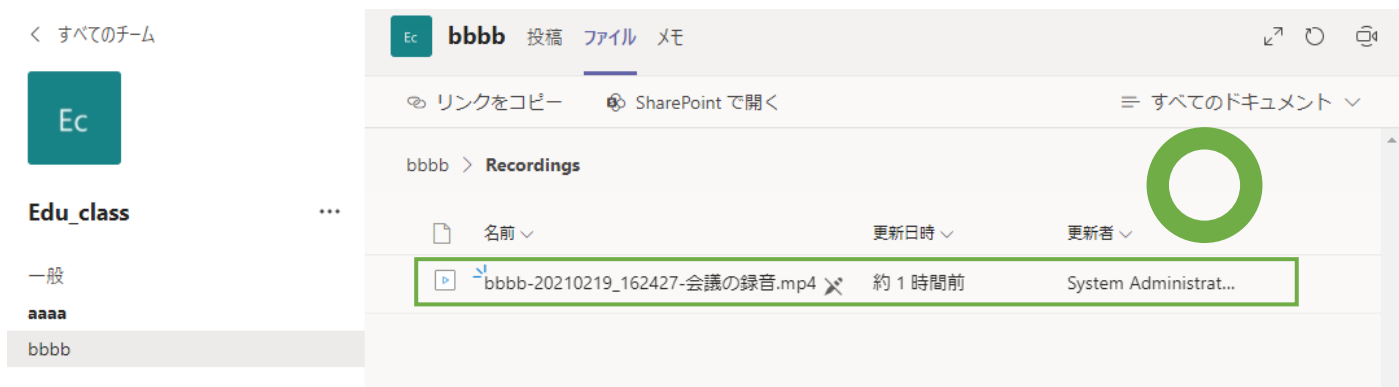 すべてのチーム
Ec
Edu_class
一般
aaaa
bbbb
Ec bbbb 投稿 ファイル メモ
リンクをコピー SharePoint で開く すべてのドキュメント
bbbb > Recordings
名前 更新日時 更新者
bbbb-20210219_162427-会議の録音.mp4 約 1 時間前 System Administrat...